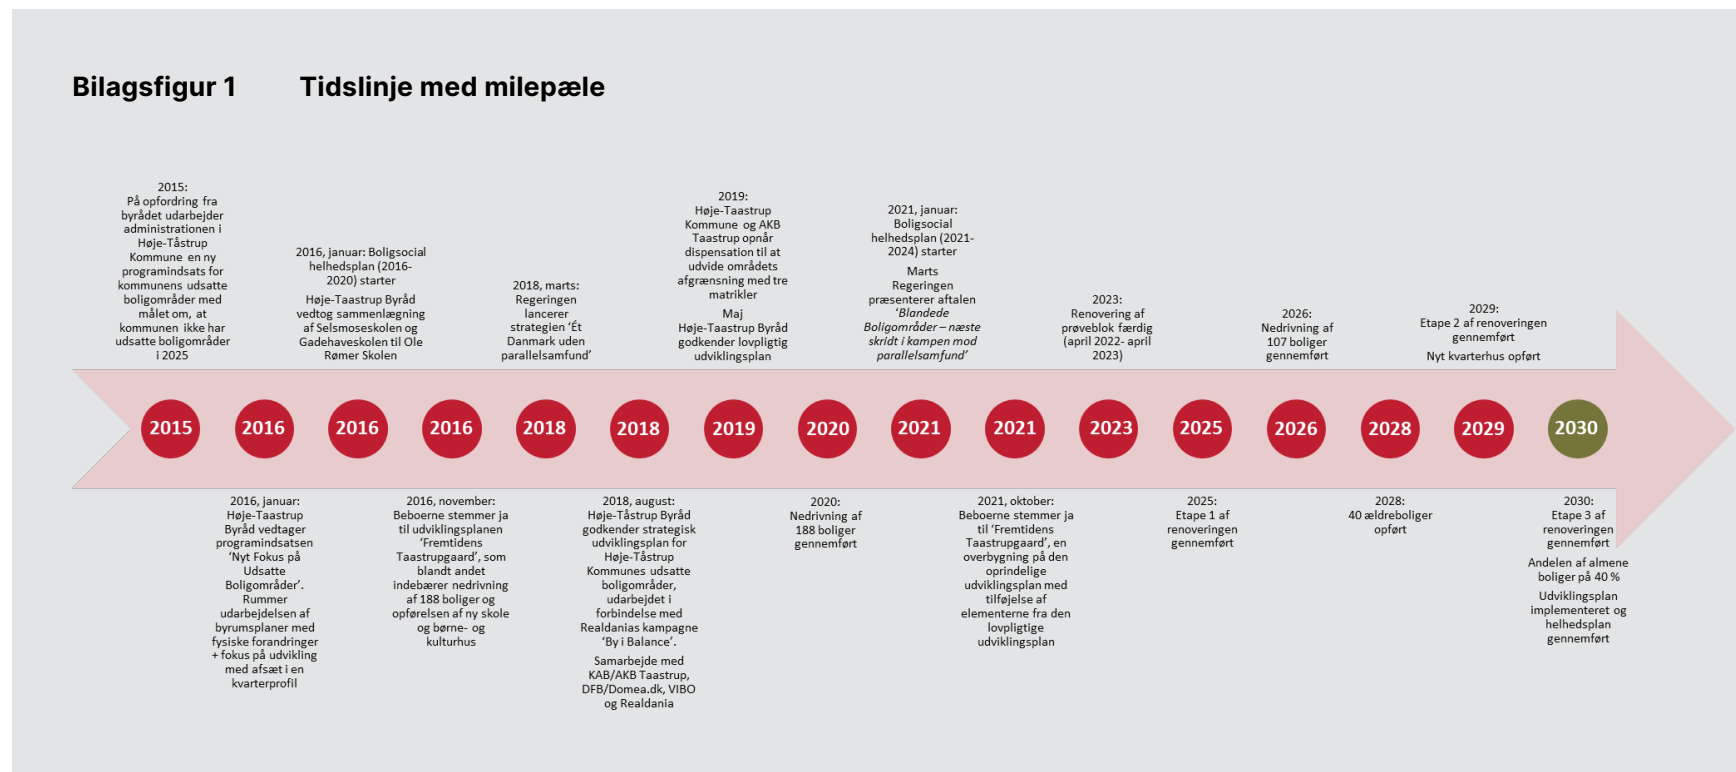 Bilagsfigur 1 Tidslinje med milepæle
2015:
På opfordring fra
byrådet udarbejder
administrationen i
Høje-Tåstrup
Kommune en ny
programindsats for
kommunens udsatte
boligområder med
målet om, at
kommunen ikke har
udsatte boligområder
i 2025
2016, januar: Boligsocial
helhedsplan (2016-
2020) starter
Høje-Taastrup Byråd
vedtog sammenlægning
af Selsmoseskolen og
Gadehaveskolen til Ole
Rømer Skolen
2018, marts:
Regeringen
lancerer
strategien ‘Ét
Danmark uden
parallelsamfund’
2019:
Høje-Taastrup
Kommune og AKB
Taastrup opnår
dispensation til at
udvide områdets
afgrænsning med tre
matrikler
Maj
Høje-Taastrup Byråd
godkender lovpligtig
udviklingsplan
2021, januar:
Boligsocial
helhedsplan (2021-
2024) starter
Marts
Regeringen
præsenterer aftalen
‘Blandede
Boligområder – næste
skridt i kampen mod
parallelsamfund’
2023:
Renovering af
prøveblok færdig
(april 2022- april
2023)
2026:
Nedrivning af
107 boliger
gennemført
2029:
Etape 2 af renoveringen
gennemført
Nyt kvarterhus opført
2015 2016 2016 2016 2018 2018 2019 2020 2021 2021 2023 2025 2026 2028 2029 2030
2016, januar:
Høje-Taastrup
Byråd vedtager
programindsatsen
‘Nyt Fokus på
Udsatte
Boligområder’.
Rummer
udarbejdelsen af
byrumsplaner med
fysiske forandringer
+ fokus på udvikling
med afsæt i en
kvarterprofil
2016, november:
Beboerne stemmer ja
til udviklingsplanen
‘Fremtidens
Taastrupgaard’, som
blandt andet
indebærer nedrivning
af 188 boliger og
opførelsen af ny skole
og børne- og
kulturhus
2018, august:
Høje-Tåstrup Byråd
godkender strategisk
udviklingsplan for
Høje-Tåstrup
Kommunes udsatte
boligområder,
udarbejdet i
forbindelse med
Realdanias kampagne
‘By i Balance’.
Samarbejde med
KAB/AKB Taastrup,
DFB/Domea.dk, VIBO
og Realdania
2020:
Nedrivning af
188 boliger
gennemført
2021, oktober:
Beboerne stemmer ja
til ‘Fremtidens
Taastrupgaard’, en
overbygning på den
oprindelige
udviklingsplan med
tilføjelse af
elementerne fra den
lovpligtige
udviklingsplan
2025:
Etape 1 af
renoveringen
gennemført
2028:
40 ældreboliger
opført
2030:
Etape 3 af
renoveringen
gennemført
Andelen af almene
boliger på 40 %
Udviklingsplan
implementeret og
helhedsplan
gennemført